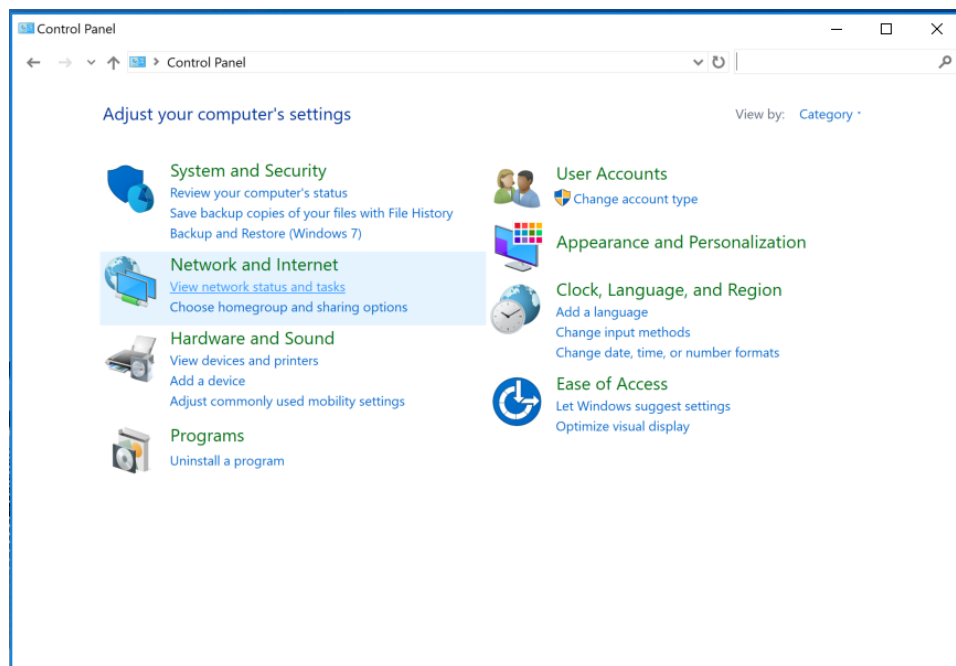 Control Panel
Control Panel
Adjust your computer's settings
View by: Category
System and Security
Review your computer's status
Save backup copies of your files with File History
Backup and Restore (Windows 7)
Network and Internet
View network status and tasks
Choose homegroup and sharing options
Hardware and Sound
View devices and printers
Add a device
Adjust commonly used mobility settings
Programs
Uninstall a program
User Accounts
Change account type
Appearance and Personalization
Clock, Language, and Region
Add a language
Change input methods
Change date, time, or number formats
Ease of Access
Let Windows suggest settings
Optimize visual display